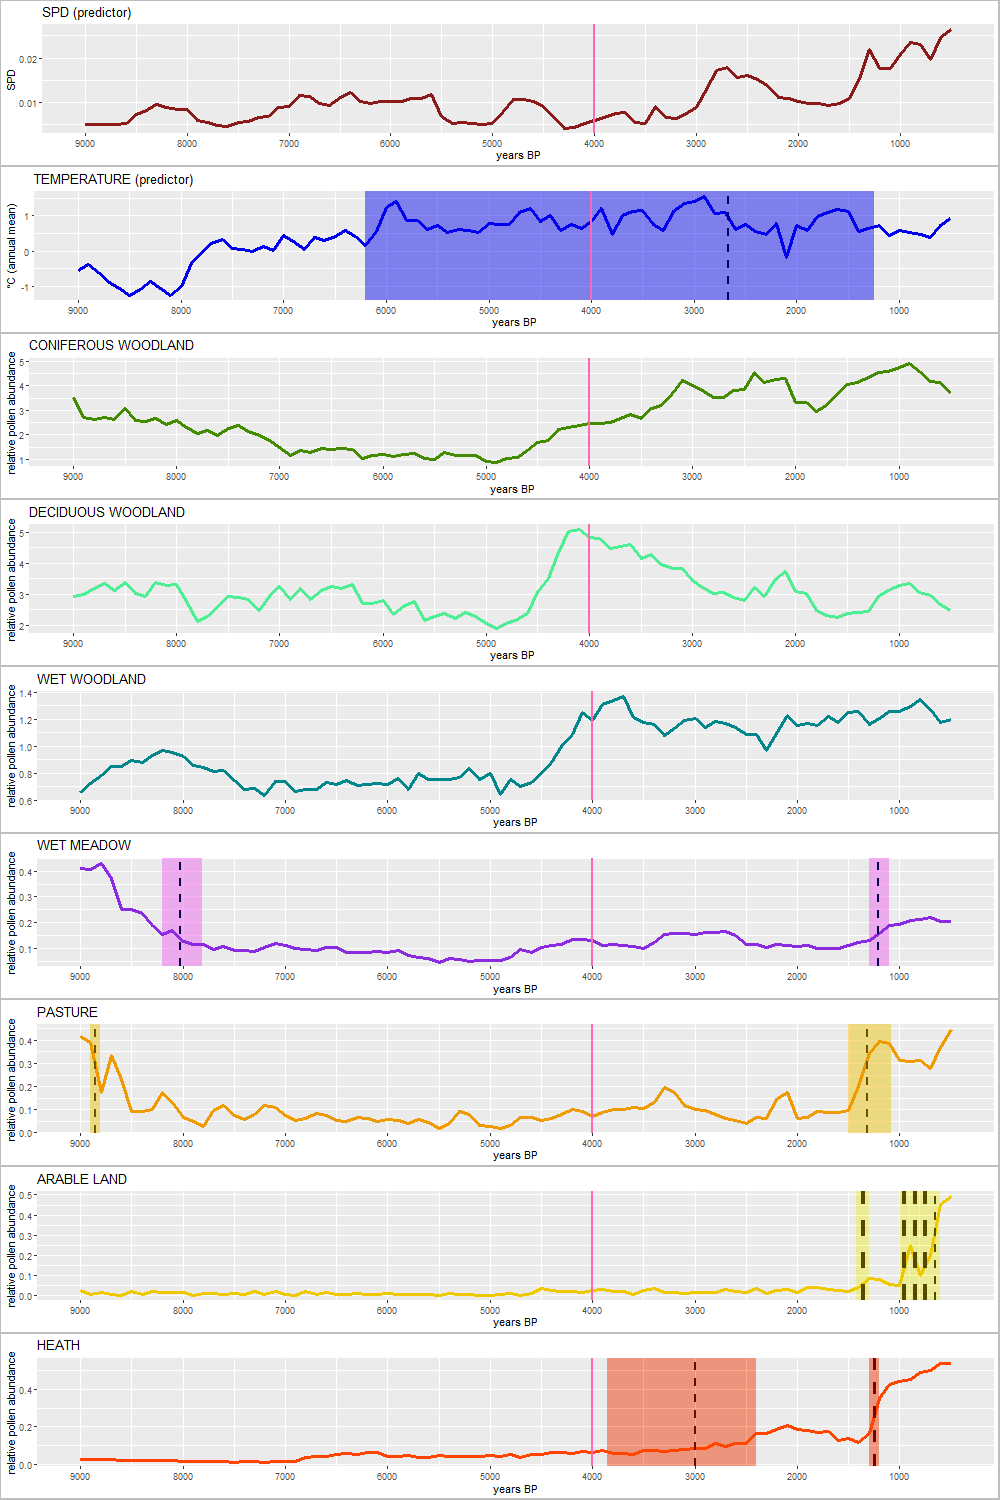 SPD (predictor)
SPD
0.02
0.01
9000 8000 7000 6000 5000 4000 3000 2000 1000
years BP
TEMPERATURE (predictor)
°C (annual mean)
1
0
-1
9000 8000 7000 6000 5000 4000 3000 2000 1000
years BP
CONIFEROUS WOODLAND
relative pollen abundance
5
4
3
2
1
9000 8000 7000 6000 5000 4000 3000 2000 1000
years BP
DECIDUOUS WOODLAND
relative pollen abundance
5
4
3
2
9000 8000 7000 6000 5000 4000 3000 2000 1000
years BP
WET WOODLAND
relative pollen abundance
1.4
1.2
1.0
0.8
0.6
9000 8000 7000 6000 5000 4000 3000 2000 1000
years BP
WET MEADOW
relative pollen abundance
0.4
0.3
0.2
0.1
9000 8000 7000 6000 5000 4000 3000 2000 1000
years BP
PASTURE
relative pollen abundance
0.4
0.3
0.2
0.1
0.0
9000 8000 7000 6000 5000 4000 3000 2000 1000
years BP
ARABLE LAND
relative pollen abundance
0.5
0.4
0.3
0.2
0.1
0.0
9000 8000 7000 6000 5000 4000 3000 2000 1000
years BP
HEATH
relative pollen abundance
0.4
0.2
0.0
9000 8000 7000 6000 5000 4000 3000 2000 1000
years BP